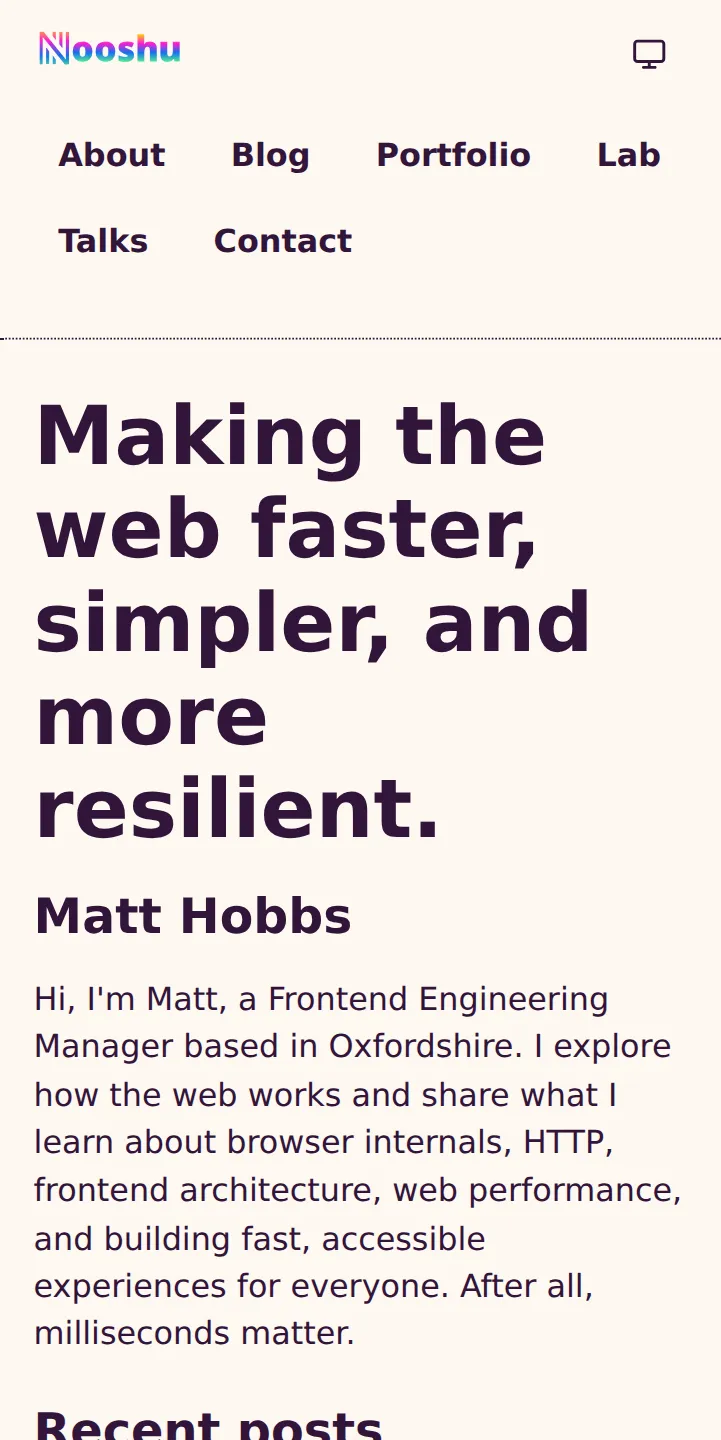 Nooshu
About Blog Portfolio Lab
Talks Contact
Making the
web faster,
simpler, and
more
resilient.
Matt Hobbs
Hi, I'm Matt, a Frontend Engineering
Manager based in Oxfordshire. I explore
how the web works and share what I
learn about browser internals, HTTP,
frontend architecture, web performance,
and building fast, accessible
experiences for everyone. After all,
milliseconds matter.
Recent posts